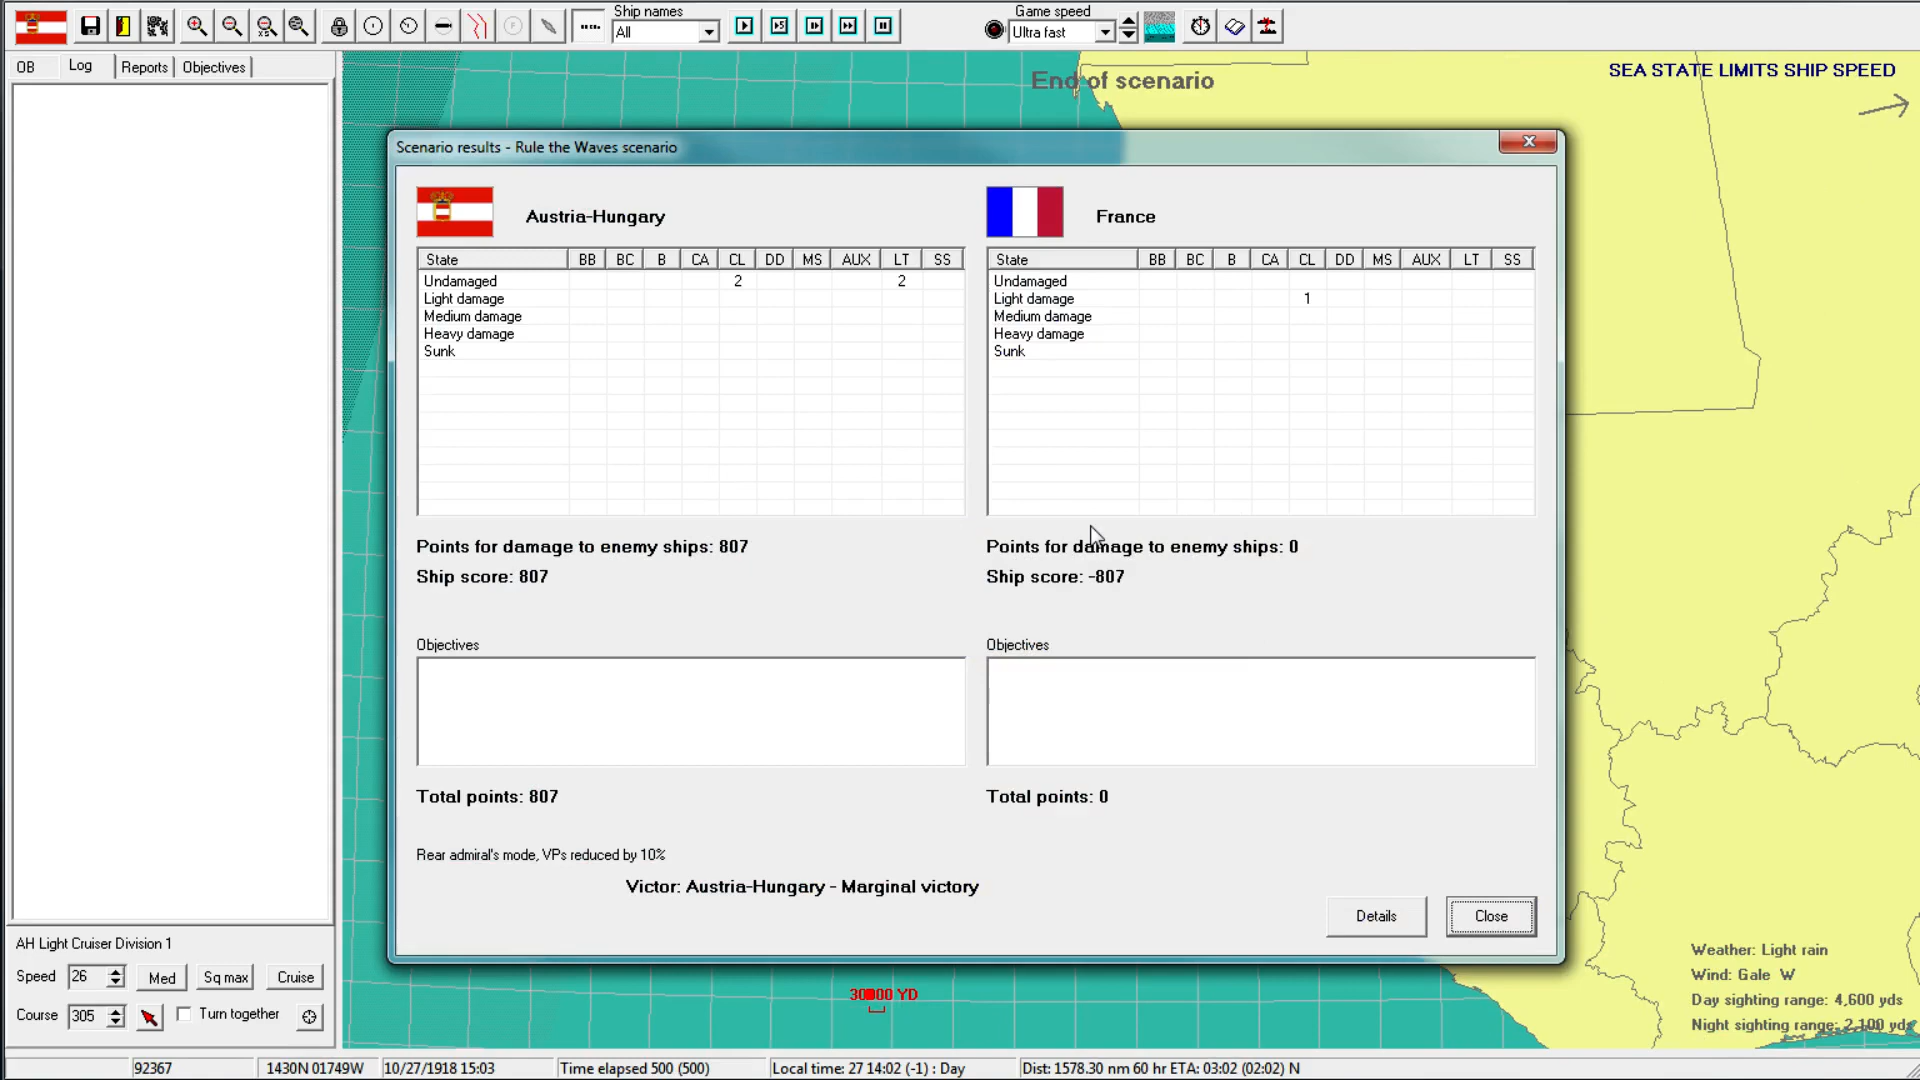 Ship names
All
Game speed
Ultra fast
OB
Log
Reports
Objectives
End of scenario
SEA STATE LIMITS SHIP SPEED
Scenario results - Rule the Waves scenario
Austria-Hungary
France
State BB BC B CA CL DD MS AUX LT SS
Undamaged 2 2
Light damage
Medium damage
Heavy damage
Sunk
State BB BC B CA CL DD MS AUX LT SS
Undamaged
Light damage 1
Medium damage
Heavy damage
Sunk
Points for damage to enemy ships: 807
Ship score: 807
Points for damage to enemy ships: 0
Ship score: -807
Objectives
Objectives
Total points: 807
Total points: 0
Rear admiral's mode, VPs reduced by 10%
Victor: Austria-Hungary - Marginal victory
Details
Close
AH Light Cruiser Division 1
Speed 26 Med Sq max Cruise
Course 305 Turn together
30000 YD
Weather: Light rain
Wind: Gale W
Day sighting range: 4,600 yds
Night sighting range: 2,100 yds
92367
1430N 01749W
10/27/1918 15:03
Time elapsed 500 (500)
Local time: 27 14:02 (-1) : Day
Dist: 1578.30 nm 60 hr ETA: 03:02 (02:02) N